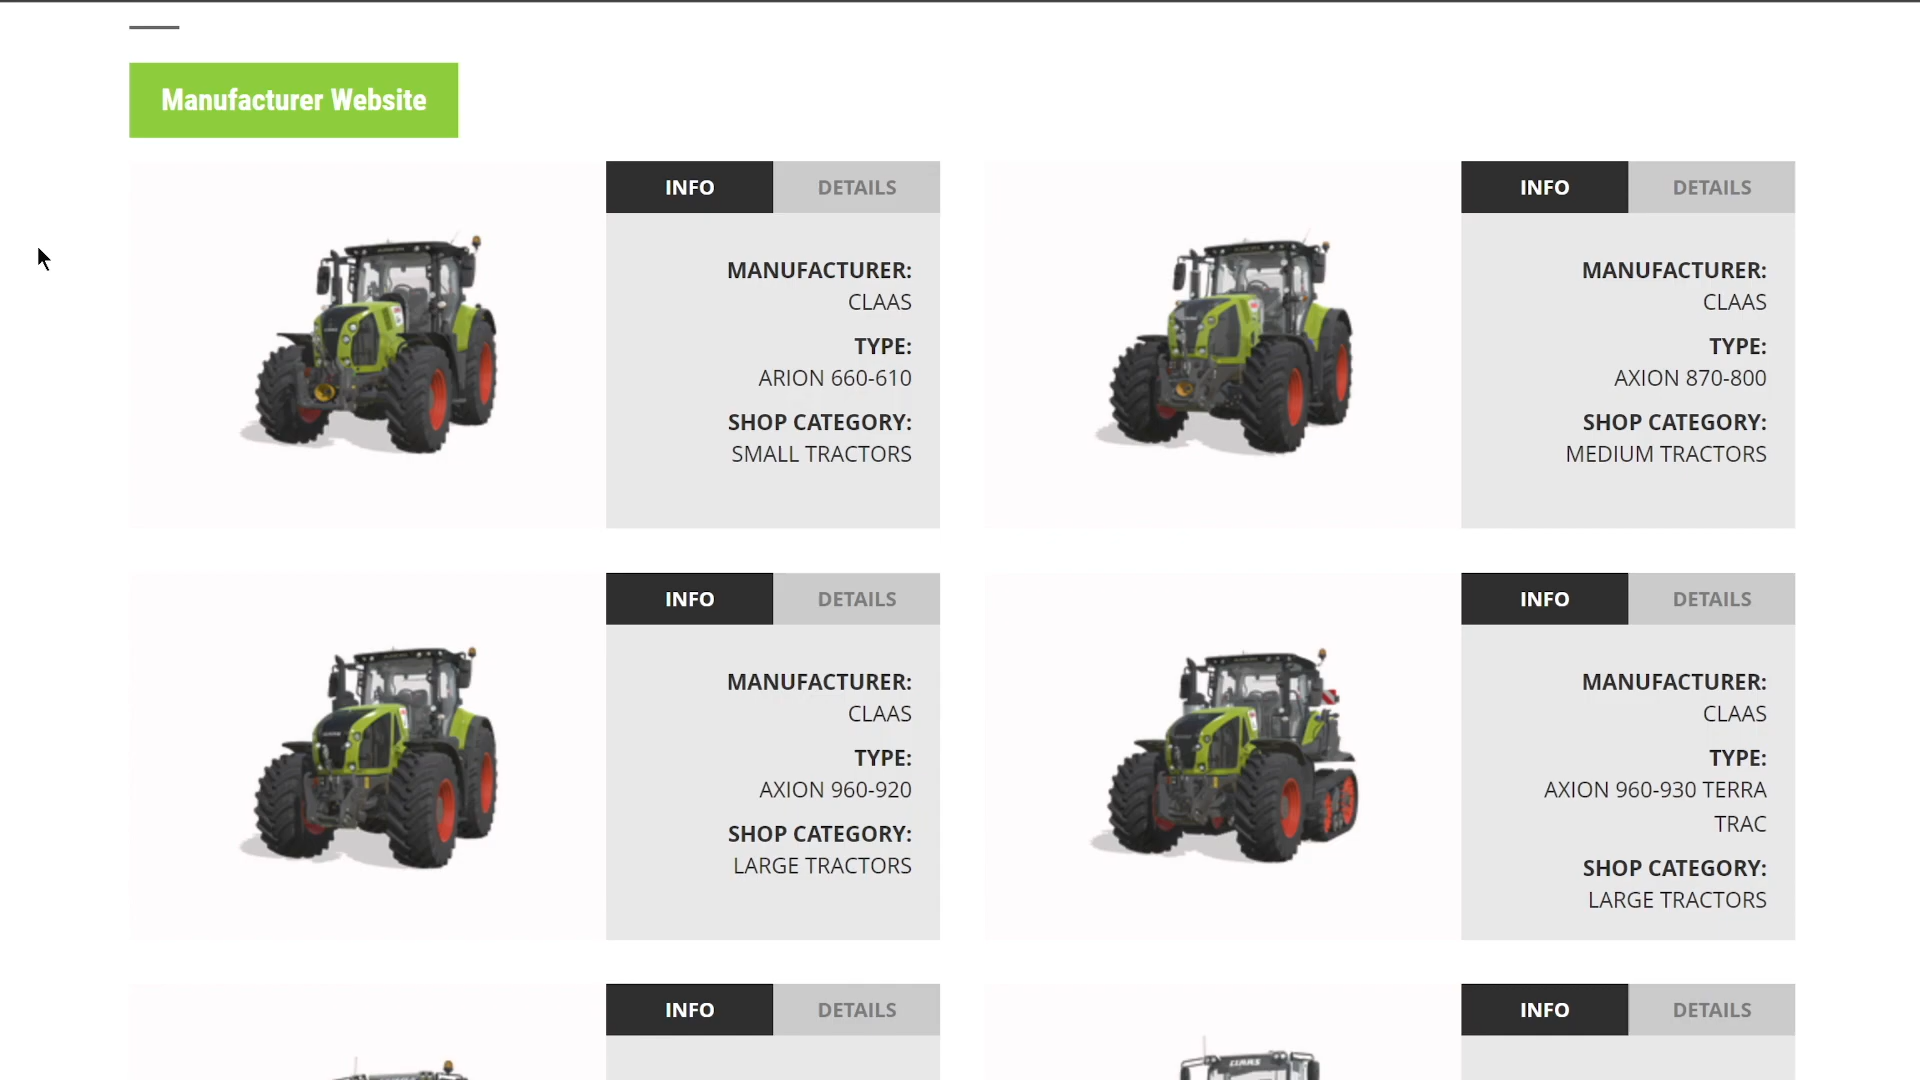 Manufacturer Website
INFO
DETAILS
MANUFACTURER:
CLAAS
TYPE:
ARION 660-610
SHOP CATEGORY:
SMALL TRACTORS
INFO
DETAILS
MANUFACTURER:
CLAAS
TYPE:
AXION 870-800
SHOP CATEGORY:
MEDIUM TRACTORS
INFO
DETAILS
MANUFACTURER:
CLAAS
TYPE:
AXION 960-920
SHOP CATEGORY:
LARGE TRACTORS
INFO
DETAILS
MANUFACTURER:
CLAAS
TYPE:
AXION 960-930 TERRA
TRAC
SHOP CATEGORY:
LARGE TRACTORS
INFO
DETAILS
INFO
DETAILS
CLAAS